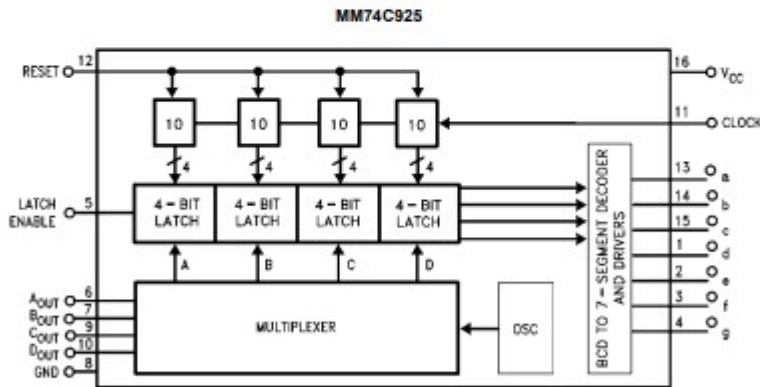 MM74C925
RESET 12
16 VCC
11 CLOCK
10 10 10 10
4 4 4 4
LATCH ENABLE 5
4-BIT LATCH
4-BIT LATCH
4-BIT LATCH
4-BIT LATCH
BCD TO 7-SEGMENT DECODER
AND DRIVERS
13 a
14 b
15 c
1 d
2 e
3 f
4 g
A B C D
AOUT 6
BOUT 7
COUT 9
DOUT 10
GND 8
MULTIPLEXER
OSC